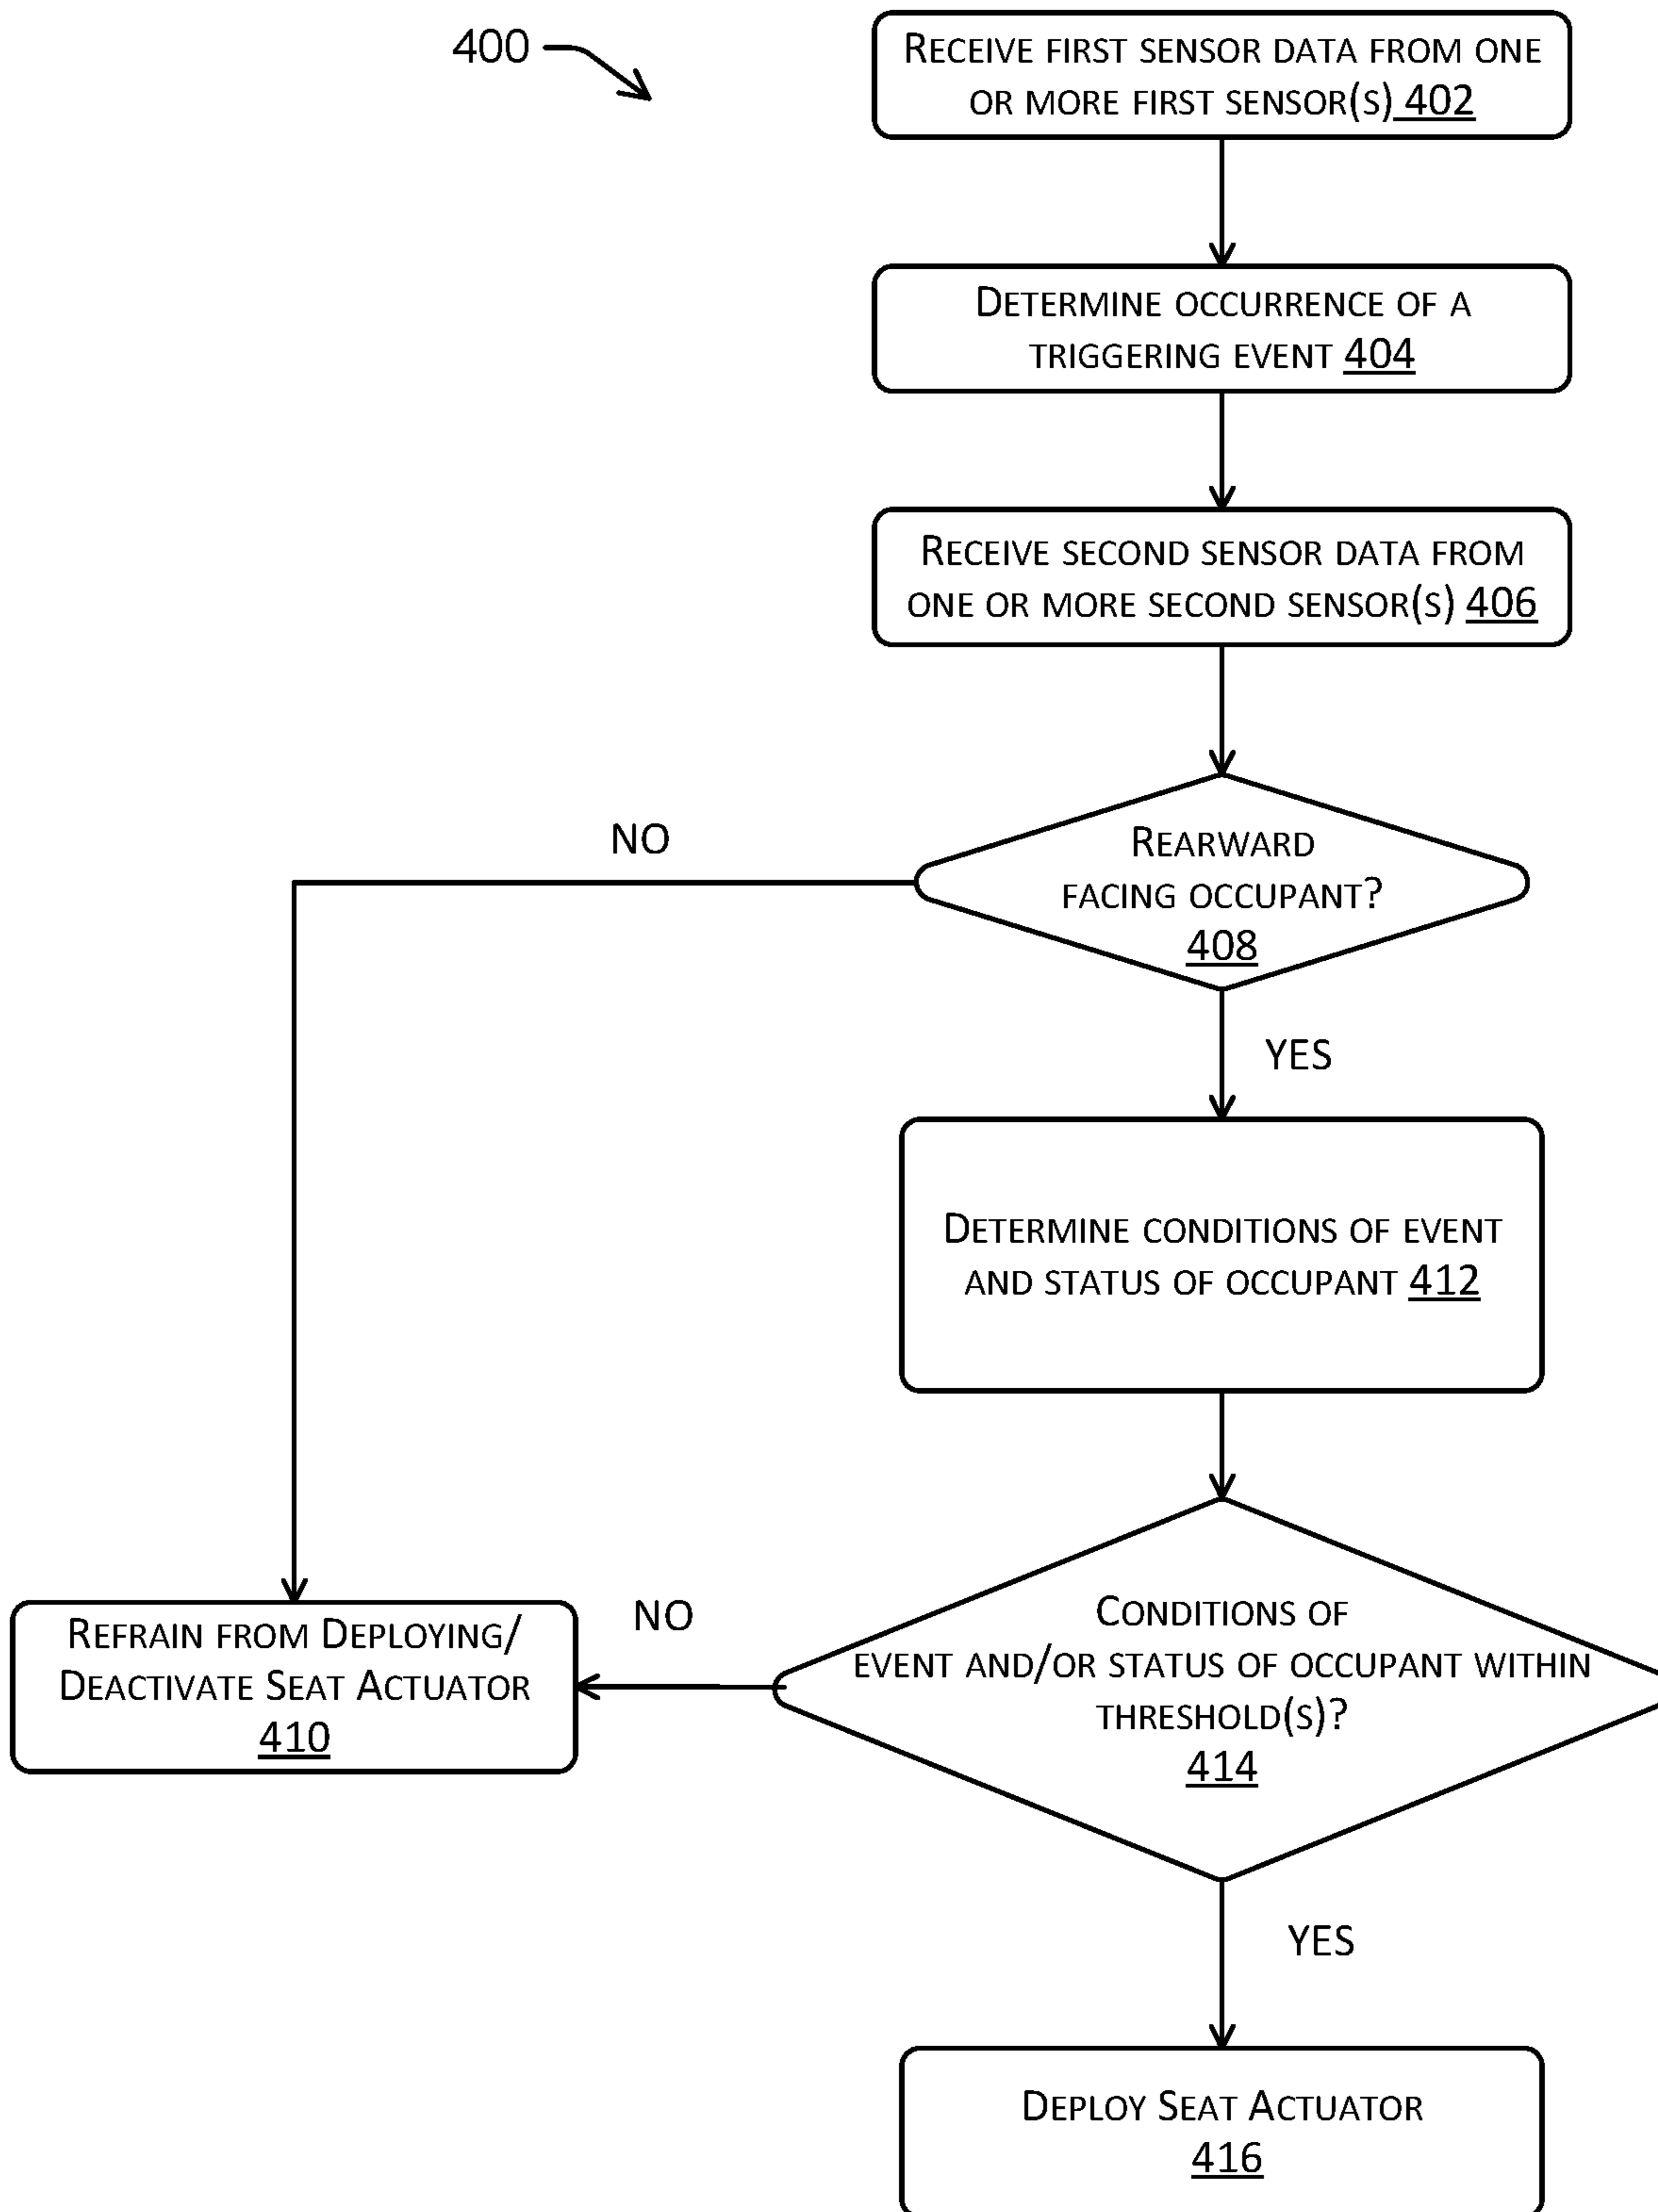 400
Receive first sensor data from one
or more first sensor(s) 402
Determine occurrence of a
triggering event 404
Receive second sensor data from
one or more second sensor(s) 406
NO
Rearward
facing occupant?
408
YES
Determine conditions of event
and status of occupant 412
Refrain from Deploying/
Deactivate Seat Actuator
410
NO
Conditions of
event and/or status of occupant within
threshold(s)?
414
YES
Deploy Seat Actuator
416